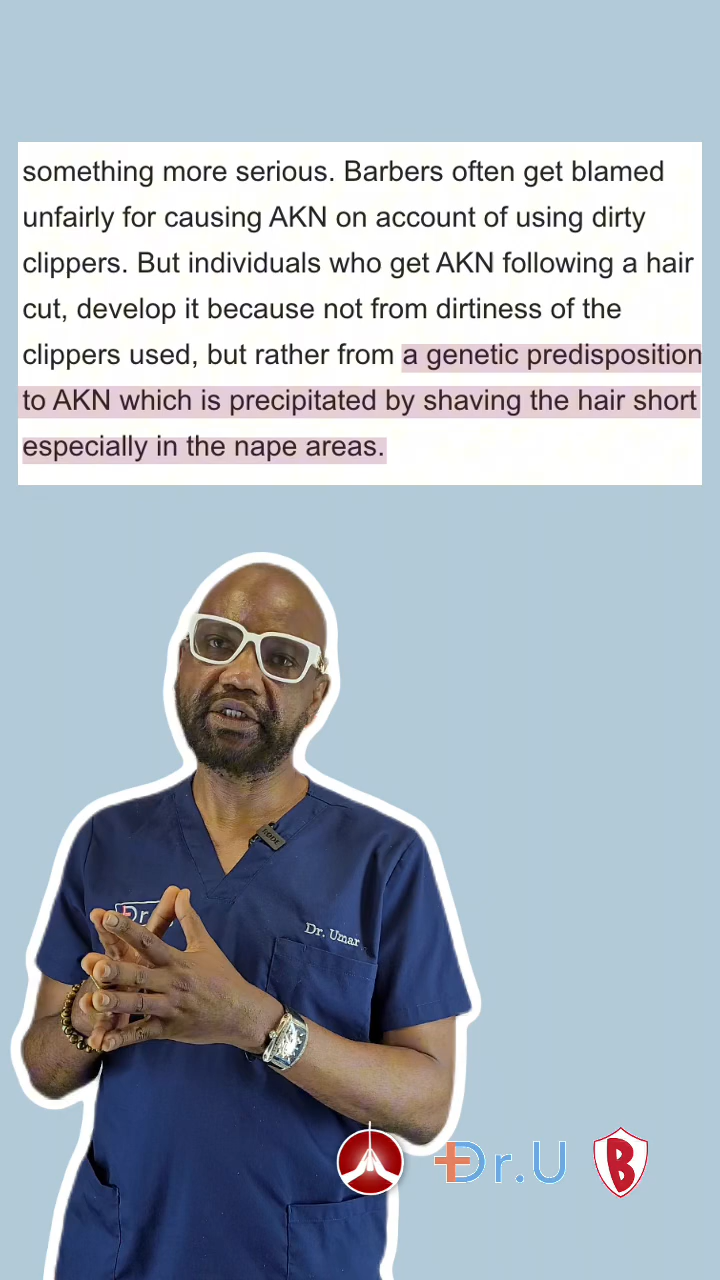 something more serious. Barbers often get blamed
unfairly for causing AKN on account of using dirty
clippers. But individuals who get AKN following a hair
cut, develop it because not from dirtiness of the
clippers used, but rather from a genetic predisposition
to AKN which is precipitated by shaving the hair short
especially in the nape areas.
Dr. Umar
Dr.U
B